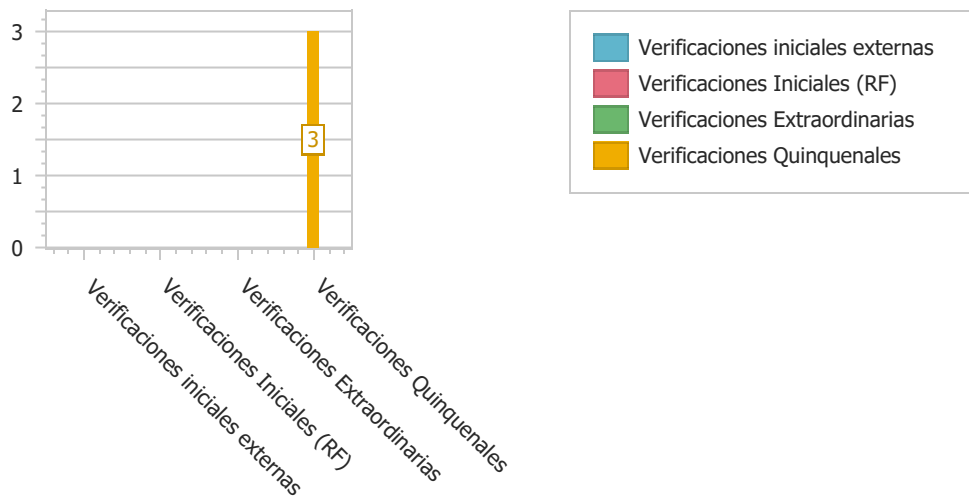 3
2
1
0
3
Verificaciones iniciales externas
Verificaciones Iniciales (RF)
Verificaciones Extraordinarias
Verificaciones Quinquenales
Verificaciones iniciales externas
Verificaciones Iniciales (RF)
Verificaciones Extraordinarias
Verificaciones Quinquenales